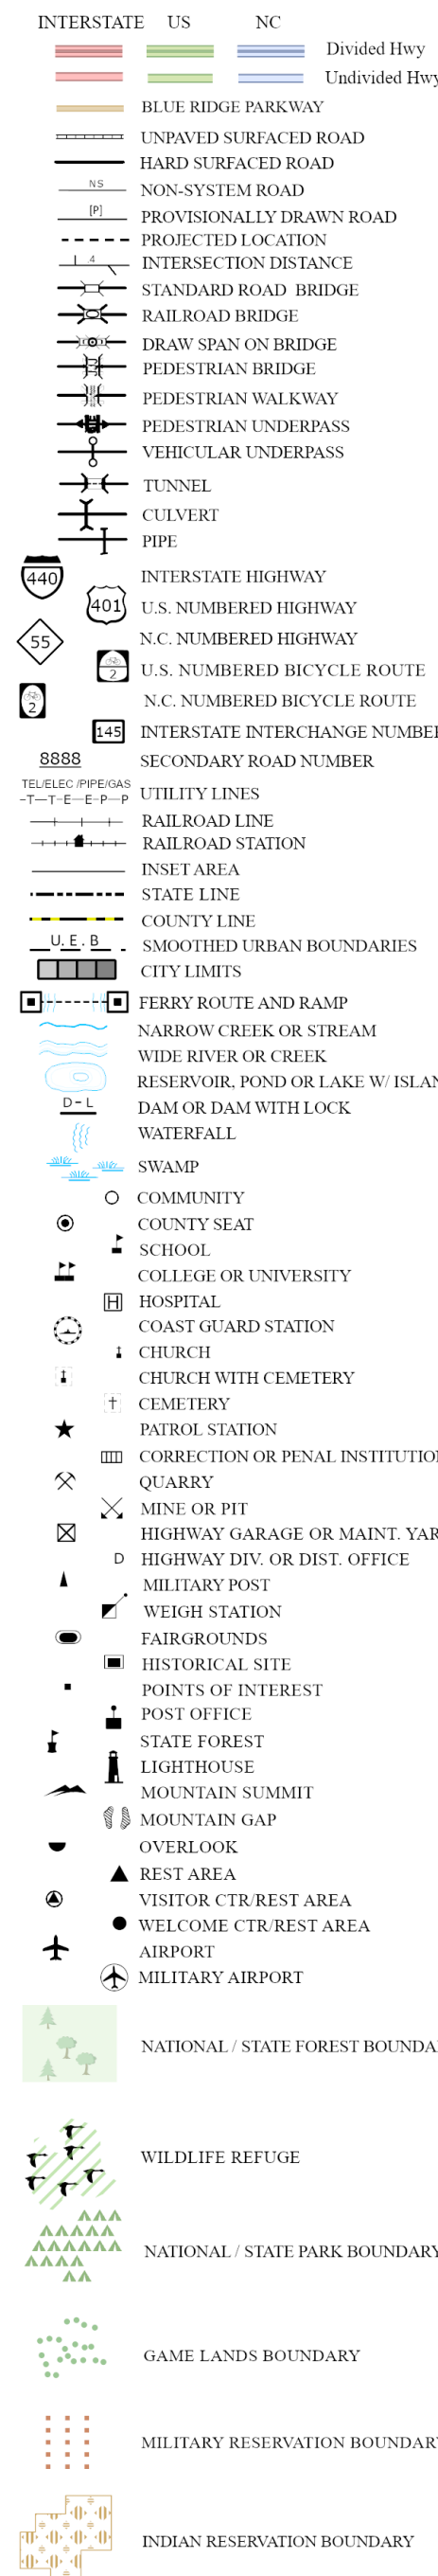 INTERSTATE US NC
Divided Hwy
Undivided Hwy
BLUE RIDGE PARKWAY
UNPAVED SURFACED ROAD
HARD SURFACED ROAD
NS NON-SYSTEM ROAD
[P] PROVISIONALLY DRAWN ROAD
PROJECTED LOCATION
.4 INTERSECTION DISTANCE
STANDARD ROAD BRIDGE
RAILROAD BRIDGE
DRAW SPAN ON BRIDGE
PEDESTRIAN BRIDGE
PEDESTRIAN WALKWAY
PEDESTRIAN UNDERPASS
VEHICULAR UNDERPASS
TUNNEL
CULVERT
PIPE
440 INTERSTATE HIGHWAY
401 U.S. NUMBERED HIGHWAY
55 N.C. NUMBERED HIGHWAY
2 U.S. NUMBERED BICYCLE ROUTE
2 N.C. NUMBERED BICYCLE ROUTE
145 INTERSTATE INTERCHANGE NUMBER
8888 SECONDARY ROAD NUMBER
TEL/ELEC /PIPE/GAS
-T—T-E—E-P—P UTILITY LINES
RAILROAD LINE
RAILROAD STATION
INSET AREA
STATE LINE
COUNTY LINE
U.E.B SMOOTHED URBAN BOUNDARIES
CITY LIMITS
FERRY ROUTE AND RAMP
NARROW CREEK OR STREAM
WIDE RIVER OR CREEK
RESERVOIR, POND OR LAKE W/ ISLAN
D-L DAM OR DAM WITH LOCK
WATERFALL
SWAMP
COMMUNITY
COUNTY SEAT
SCHOOL
COLLEGE OR UNIVERSITY
H HOSPITAL
COAST GUARD STATION
CHURCH
CHURCH WITH CEMETERY
CEMETERY
PATROL STATION
CORRECTION OR PENAL INSTITUTION
QUARRY
MINE OR PIT
HIGHWAY GARAGE OR MAINT. YAR
D HIGHWAY DIV. OR DIST. OFFICE
MILITARY POST
WEIGH STATION
FAIRGROUNDS
HISTORICAL SITE
POINTS OF INTEREST
POST OFFICE
STATE FOREST
LIGHTHOUSE
MOUNTAIN SUMMIT
MOUNTAIN GAP
OVERLOOK
REST AREA
VISITOR CTR/REST AREA
WELCOME CTR/REST AREA
AIRPORT
MILITARY AIRPORT
NATIONAL / STATE FOREST BOUNDA
WILDLIFE REFUGE
NATIONAL / STATE PARK BOUNDARY
GAME LANDS BOUNDARY
MILITARY RESERVATION BOUNDARY
INDIAN RESERVATION BOUNDARY